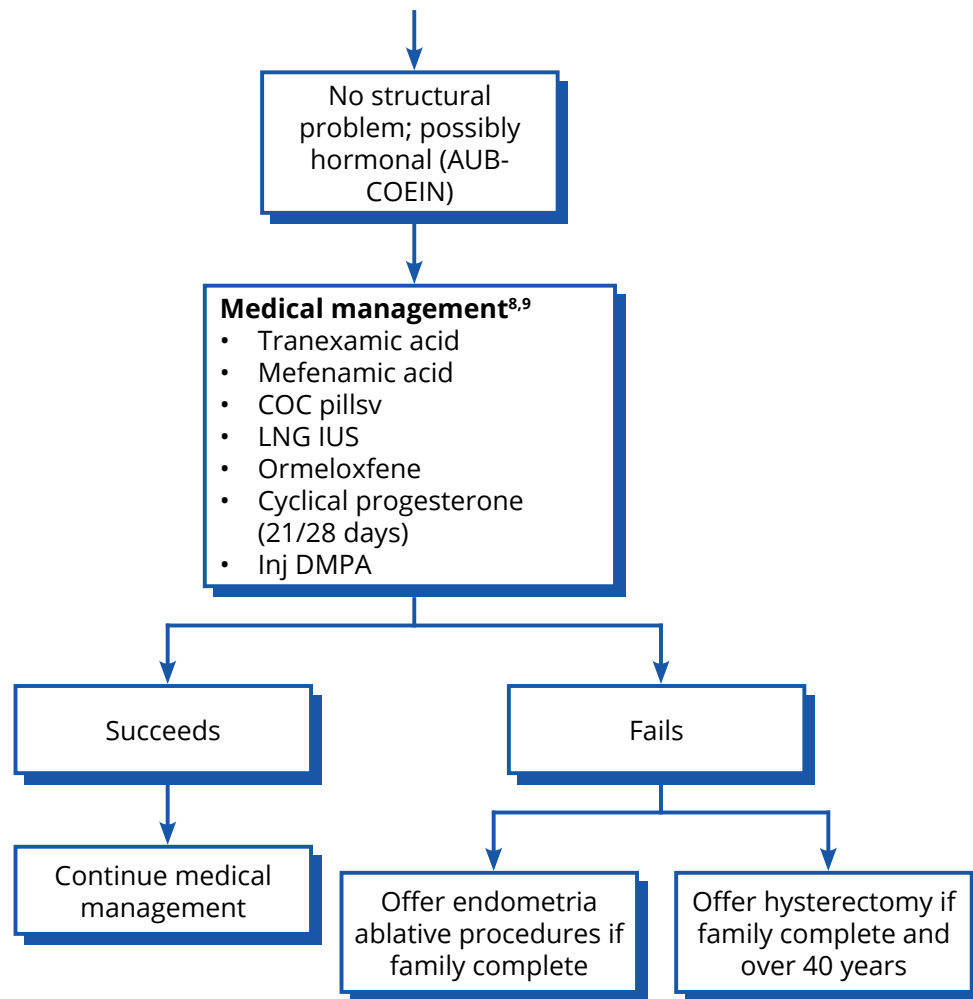 No structural
problem; possibly
hormonal (AUB-
COEIN)
Medical management8,9
• Tranexamic acid
• Mefenamic acid
• COC pillsv
• LNG IUS
• Ormeloxfene
• Cyclical progesterone
(21/28 days)
• Inj DMPA
Succeeds
Fails
Continue medical
management
Offer endometria
ablative procedures if
family complete
Offer hysterectomy if
family complete and
over 40 years